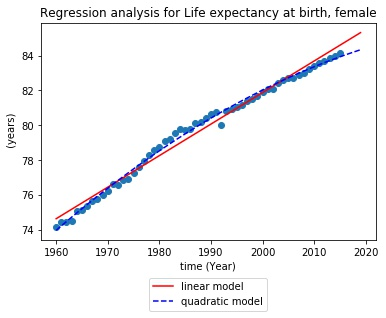 Regression analysis for Life expectancy at birth, female
(years)
84
82
80
78
76
74
1960 1970 1980 1990 2000 2010 2020
time (Year)
linear model
quadratic model